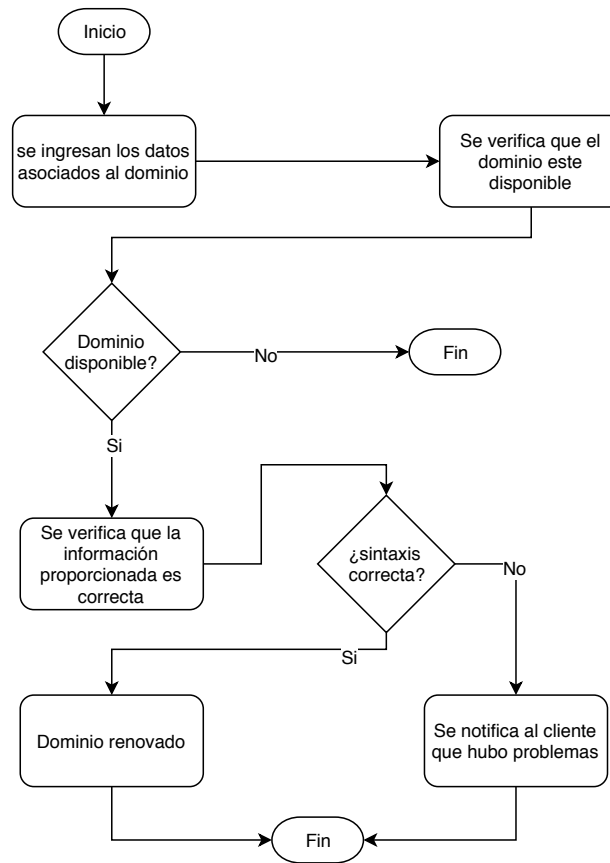 Inicio
se ingresan los datos
asociados al dominio
Se verifica que el
dominio este
disponible
Dominio
disponible?
No
Fin
Si
Se verifica que la
información
proporcionada es
correcta
¿sintaxis
correcta?
No
Si
Dominio renovado
Se notifica al cliente
que hubo problemas
Fin